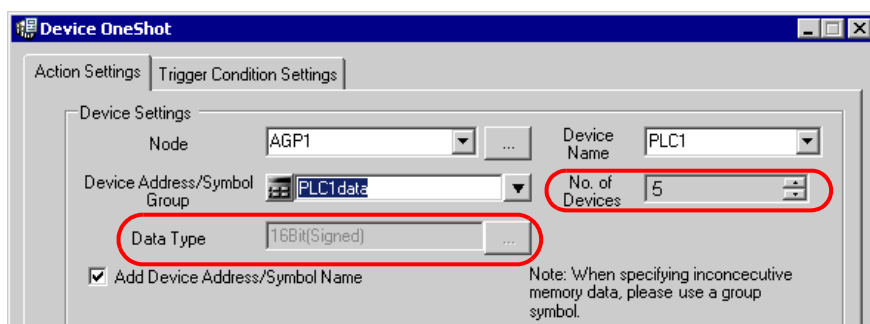 Device OneShot
Action Settings
Trigger Condition Settings
Device Settings
Node
AGP1
...
Device Name
PLC1
Device Address/Symbol Group
PLC1data
No. of Devices
5
Data Type
16Bit(Signed)
...
Add Device Address/Symbol Name
Note: When specifying inconcecutive
memory data, please use a group
symbol.